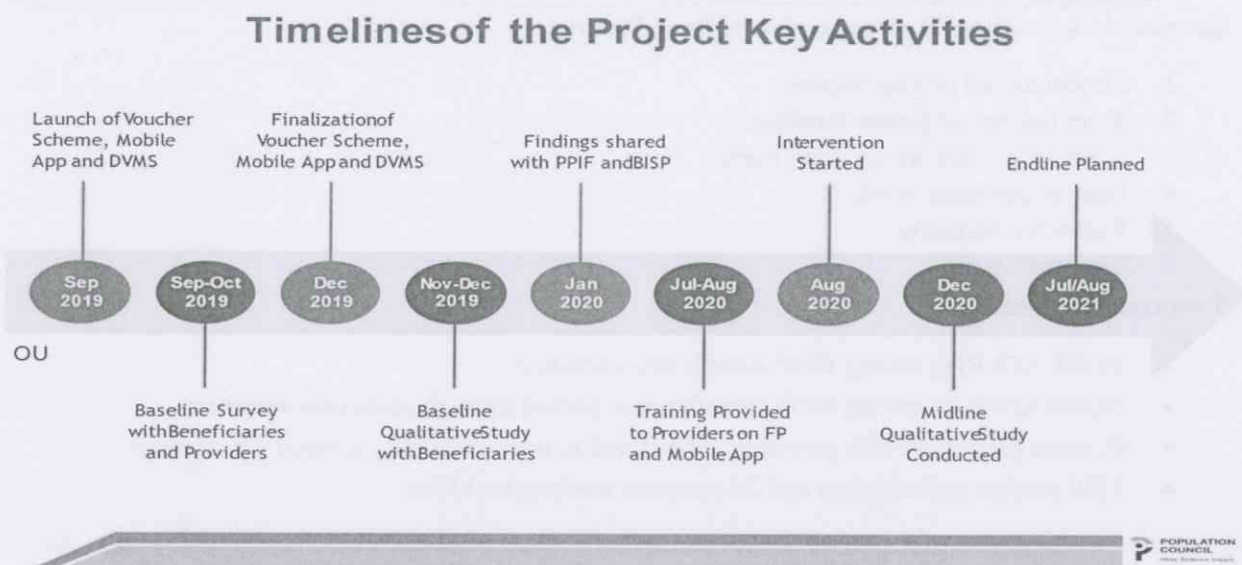 Timelinesof the Project Key Activities
Launch of Voucher
Scheme, Mobile
App and DVMS
Finalizationof
Voucher Scheme,
Mobile App and DVMS
Findings shared
with PPIF andBISP
Intervention
Started
Endline Planned
Sep
2019
Sep-Oct
2019
Dec
2019
Nov-Dec
2019
Jan
2020
Jul-Aug
2020
Aug
2020
Dec
2020
Jul/Aug
2021
OU
Baseline Survey
withBeneficiaries
and Providers
Baseline
QualitativeStudy
withBeneficiaries
Training Provided
to Providers on FP
and Mobile App
Midline
QualitativeStudy
Conducted
POPULATION
COUNCIL